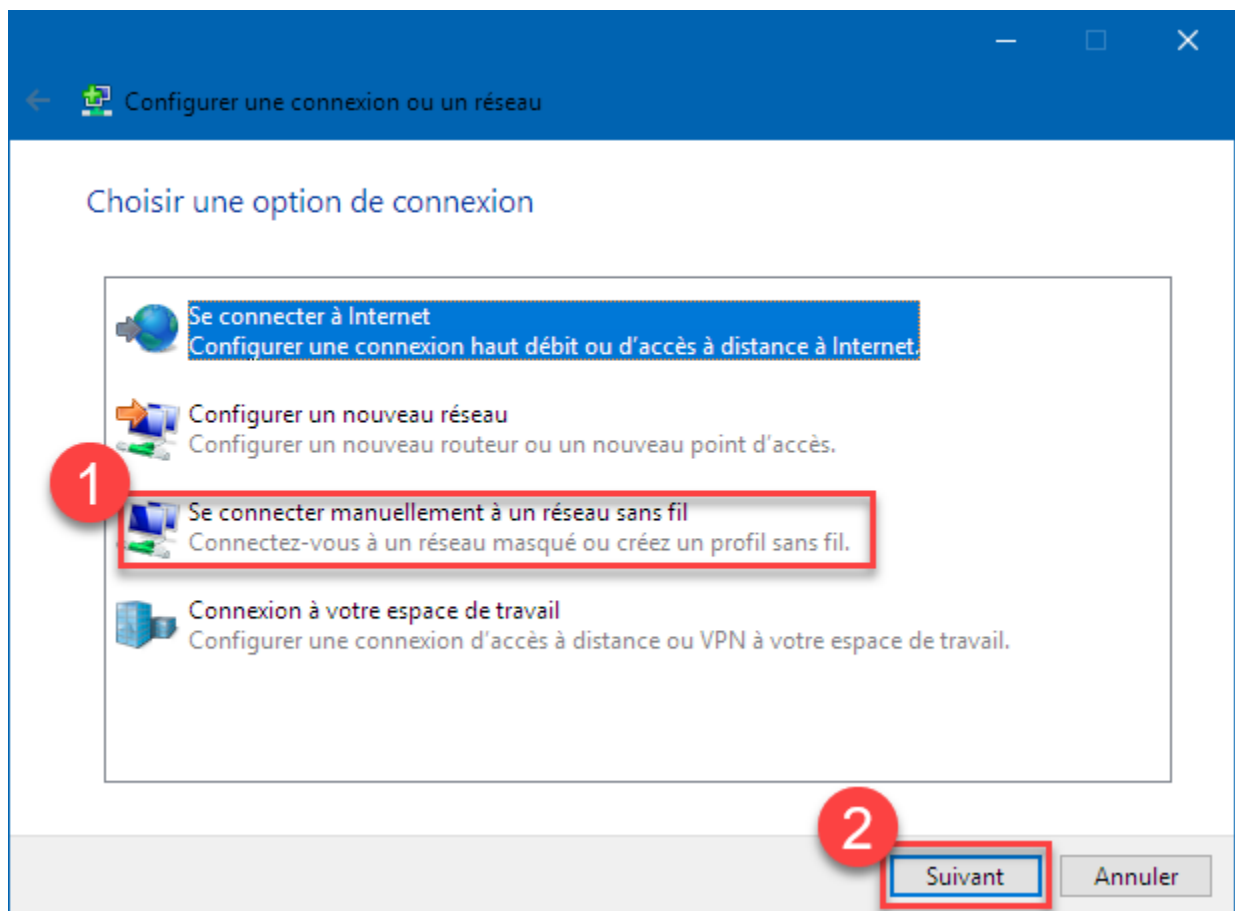 Configurer une connexion ou un réseau
Choisir une option de connexion
Se connecter à Internet
Configurer une connexion haut débit ou d'accès à distance à Internet.
Configurer un nouveau réseau
Configurer un nouveau routeur ou un nouveau point d'accès.
1
Se connecter manuellement à un réseau sans fil
Connectez-vous à un réseau masqué ou créez un profil sans fil.
Connexion à votre espace de travail
Configurer une connexion d'accès à distance ou VPN à votre espace de travail.
2
Suivant
Annuler